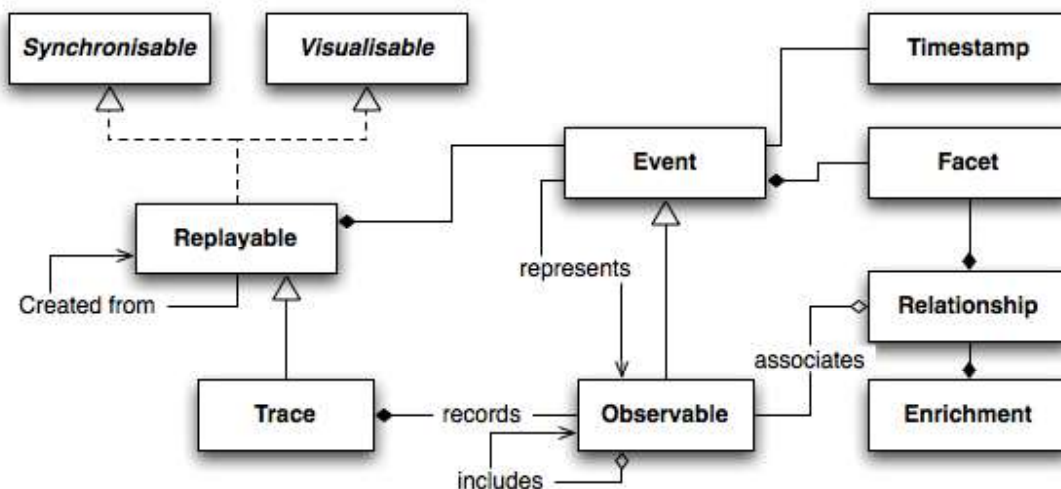 Synchronisable
Visualisable
Timestamp
Event
Facet
Replayable
represents
Created from
Relationship
associates
Trace
records
Observable
Enrichment
includes